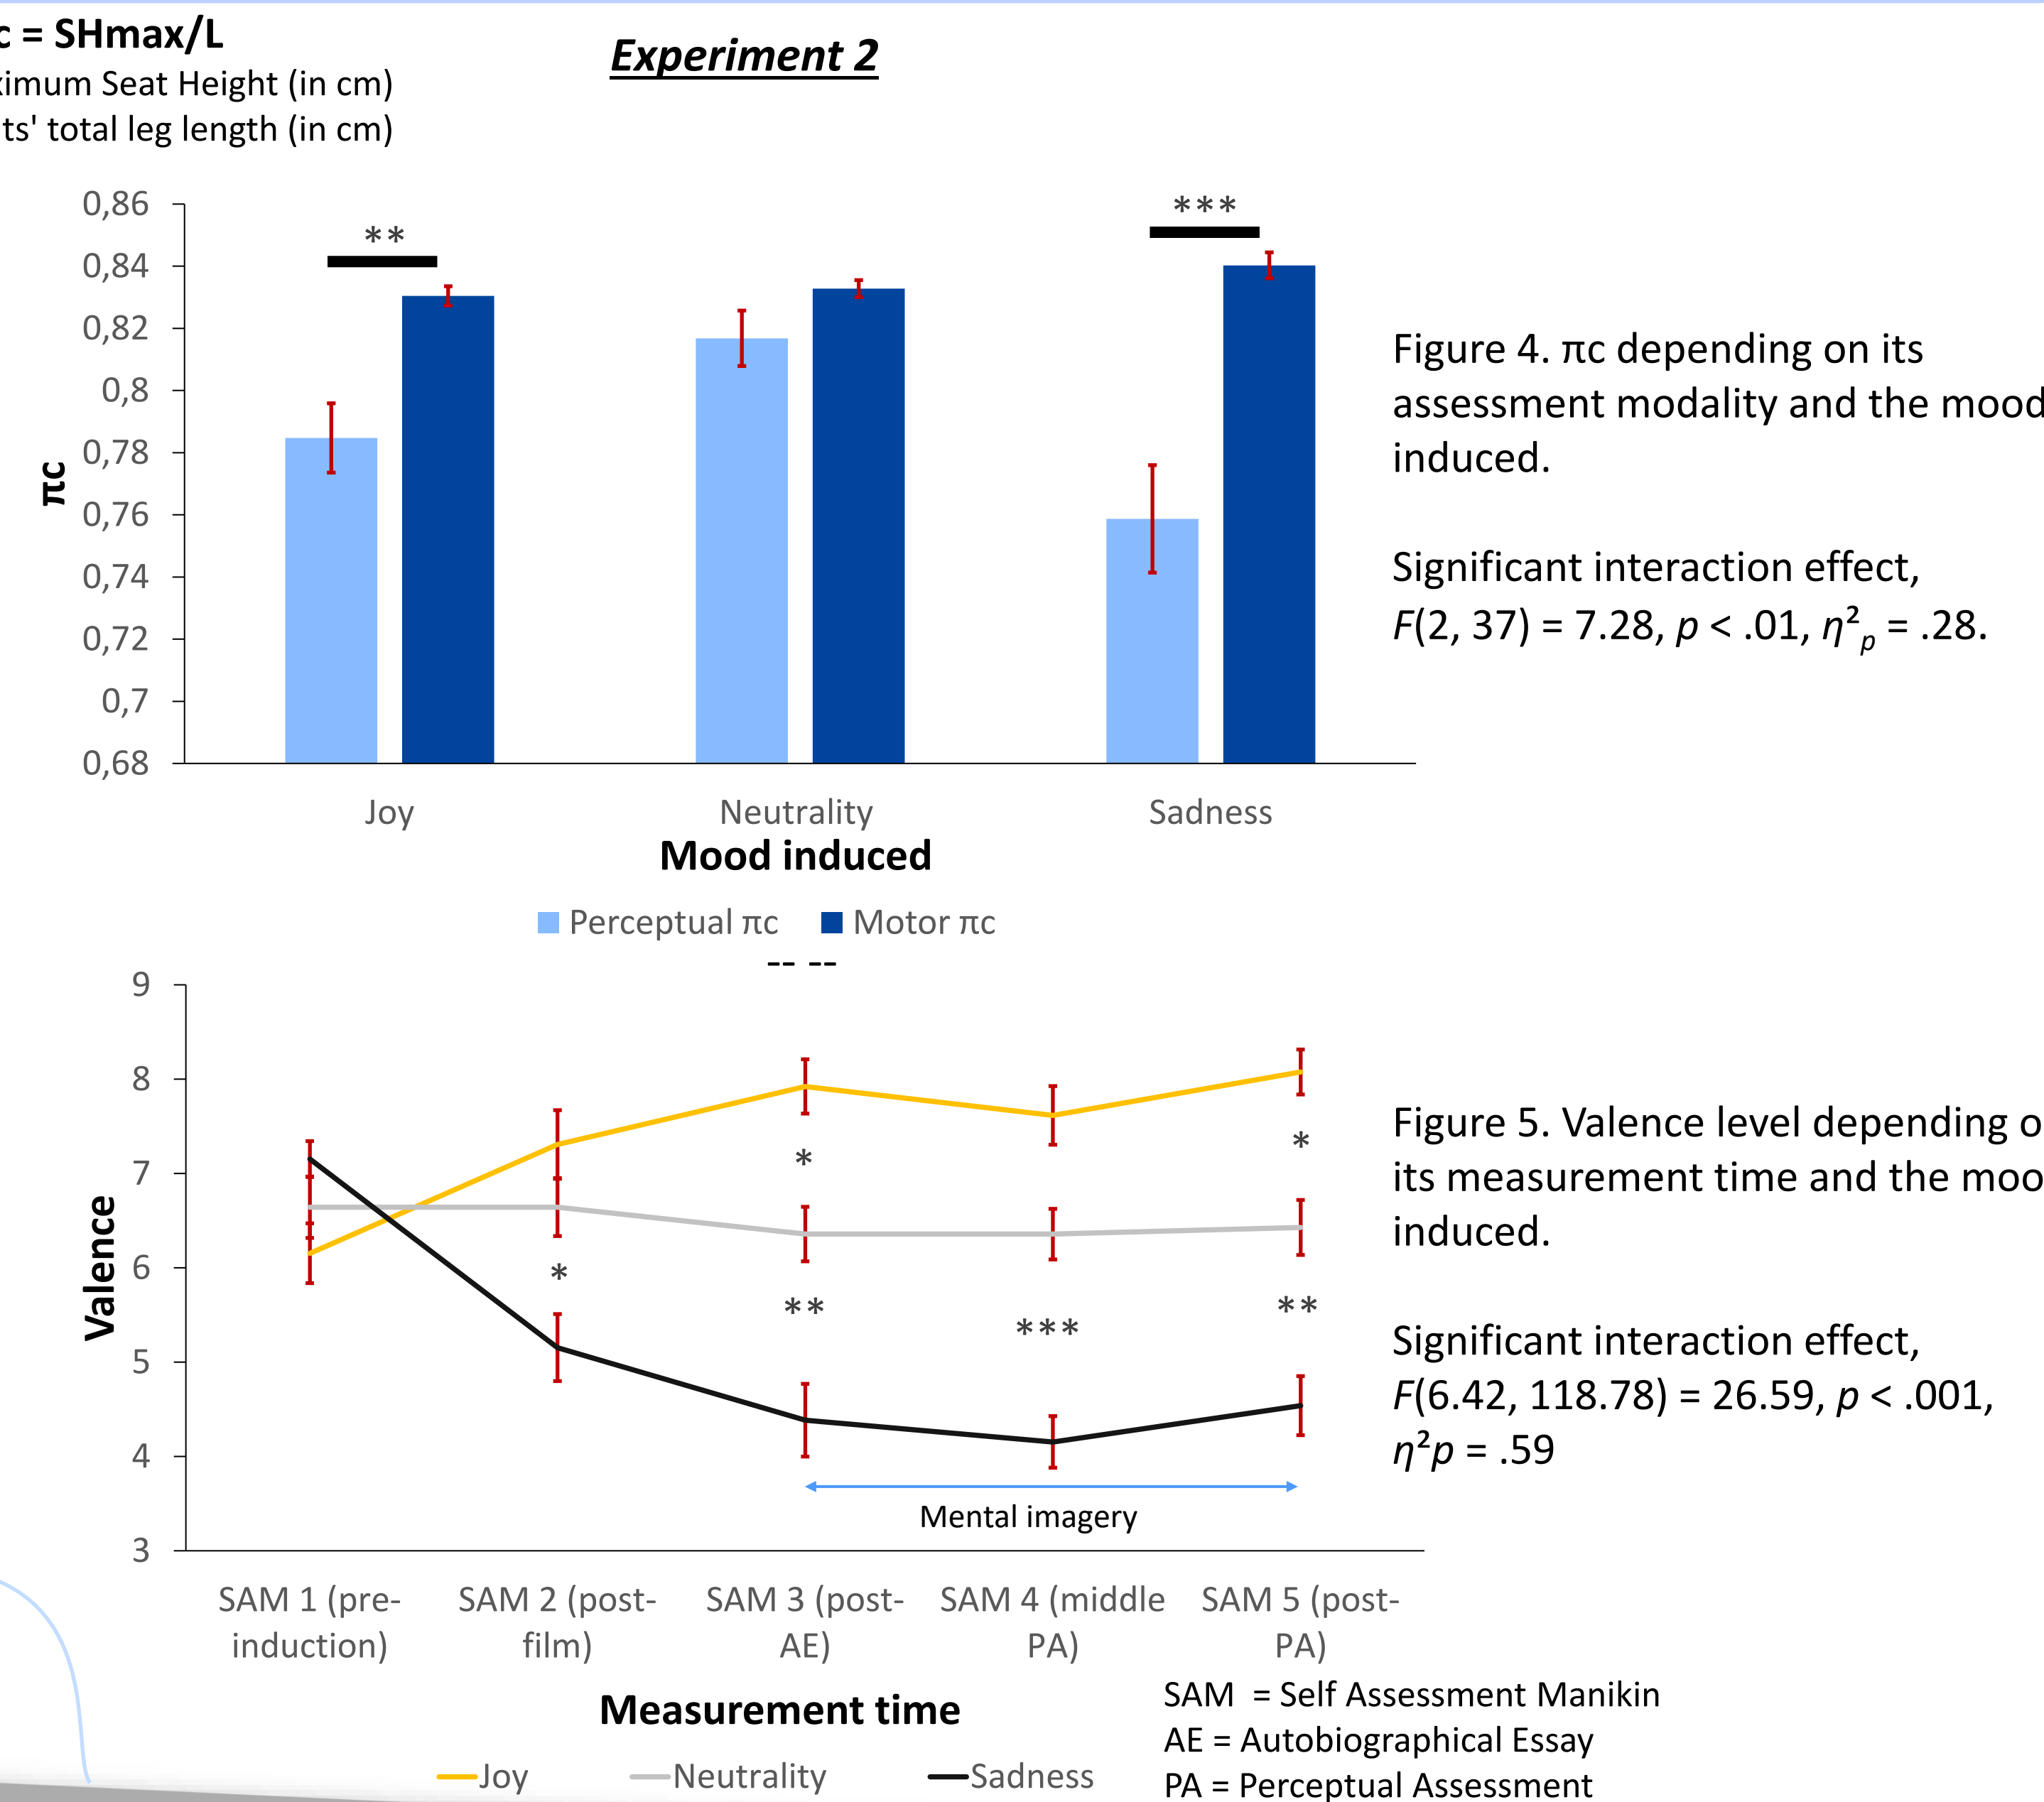 c = SHmax/L
ximum Seat Height (in cm)
ts' total leg length (in cm)
Experiment 2
0,86
0,84
0,82
0,8
0,78
0,76
0,74
0,72
0,7
0,68
πc
**
***
Joy
Neutrality
Sadness
Mood induced
Perceptual πc
Motor πc
Figure 4. πc depending on its
assessment modality and the mood
induced.
Significant interaction effect,
F(2, 37) = 7.28, p < .01, η²p = .28.
-- --
9
8
7
6
5
4
3
Valence
*
*
*
**
***
**
Mental imagery
SAM 1 (pre-
induction)
SAM 2 (post-
film)
SAM 3 (post-
AE)
SAM 4 (middle
PA)
SAM 5 (post-
PA)
Measurement time
Joy
Neutrality
Sadness
Figure 5. Valence level depending o
its measurement time and the moo
induced.
Significant interaction effect,
F(6.42, 118.78) = 26.59, p < .001,
η²p = .59
SAM = Self Assessment Manikin
AE = Autobiographical Essay
PA = Perceptual Assessment